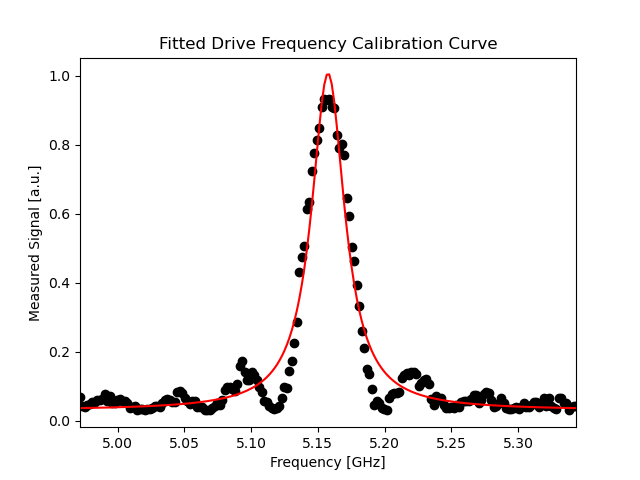 Fitted Drive Frequency Calibration Curve
1.0
0.8
0.6
0.4
0.2
0.0
Measured Signal [a.u.]
5.00 5.05 5.10 5.15 5.20 5.25 5.30
Frequency [GHz]